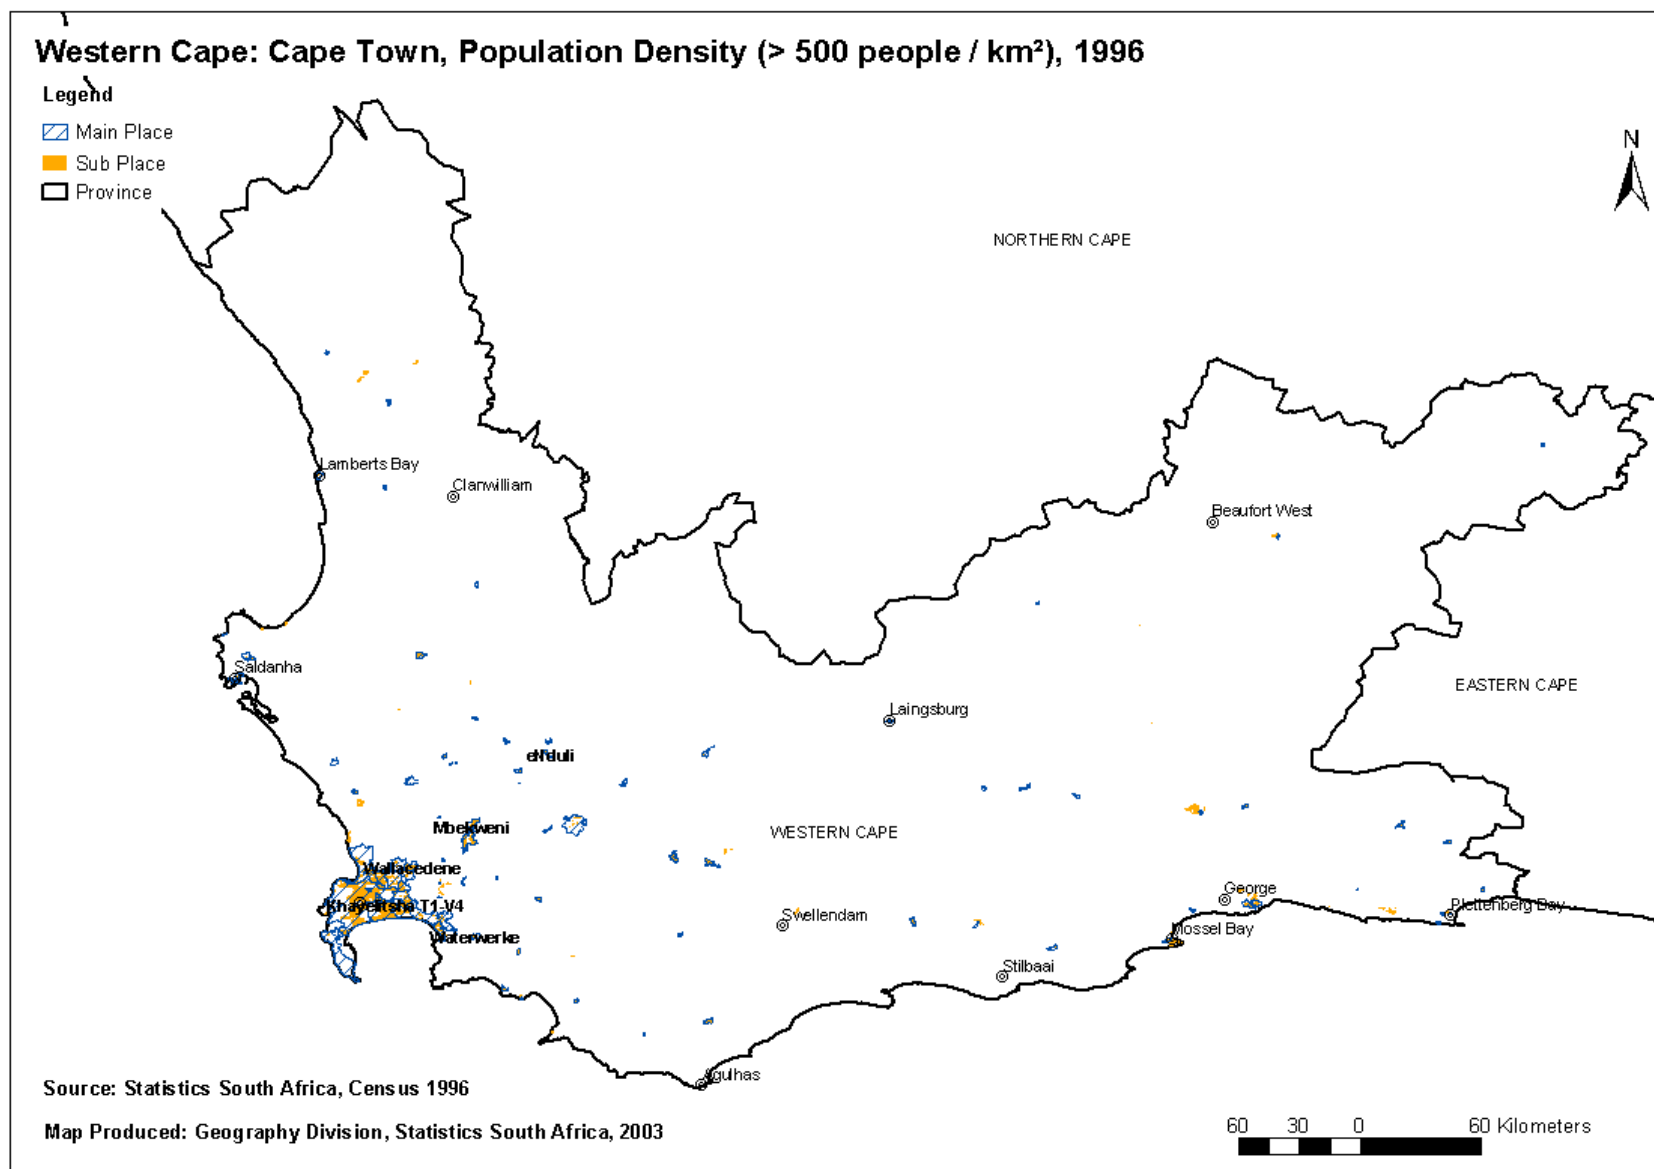 Western Cape: Cape Town, Population Density (> 500 people / km²), 1996
Legend
Main Place
Sub Place
Province
N
NORTHERN CAPE
Lamberts Bay
Clanwilliam
Beaufort West
Saldanha
EASTERN CAPE
Laingsburg
Mbekweni
WESTERN CAPE
Wallacedene
George
Khayelitsha T1-V4
Plettenberg Bay
Swellendam
Mossel Bay
Waterwerke
Stilbaai
Agulhas
Source: Statistics South Africa, Census 1996
Map Produced: Geography Division, Statistics South Africa, 2003
60 30 0 60 Kilometers